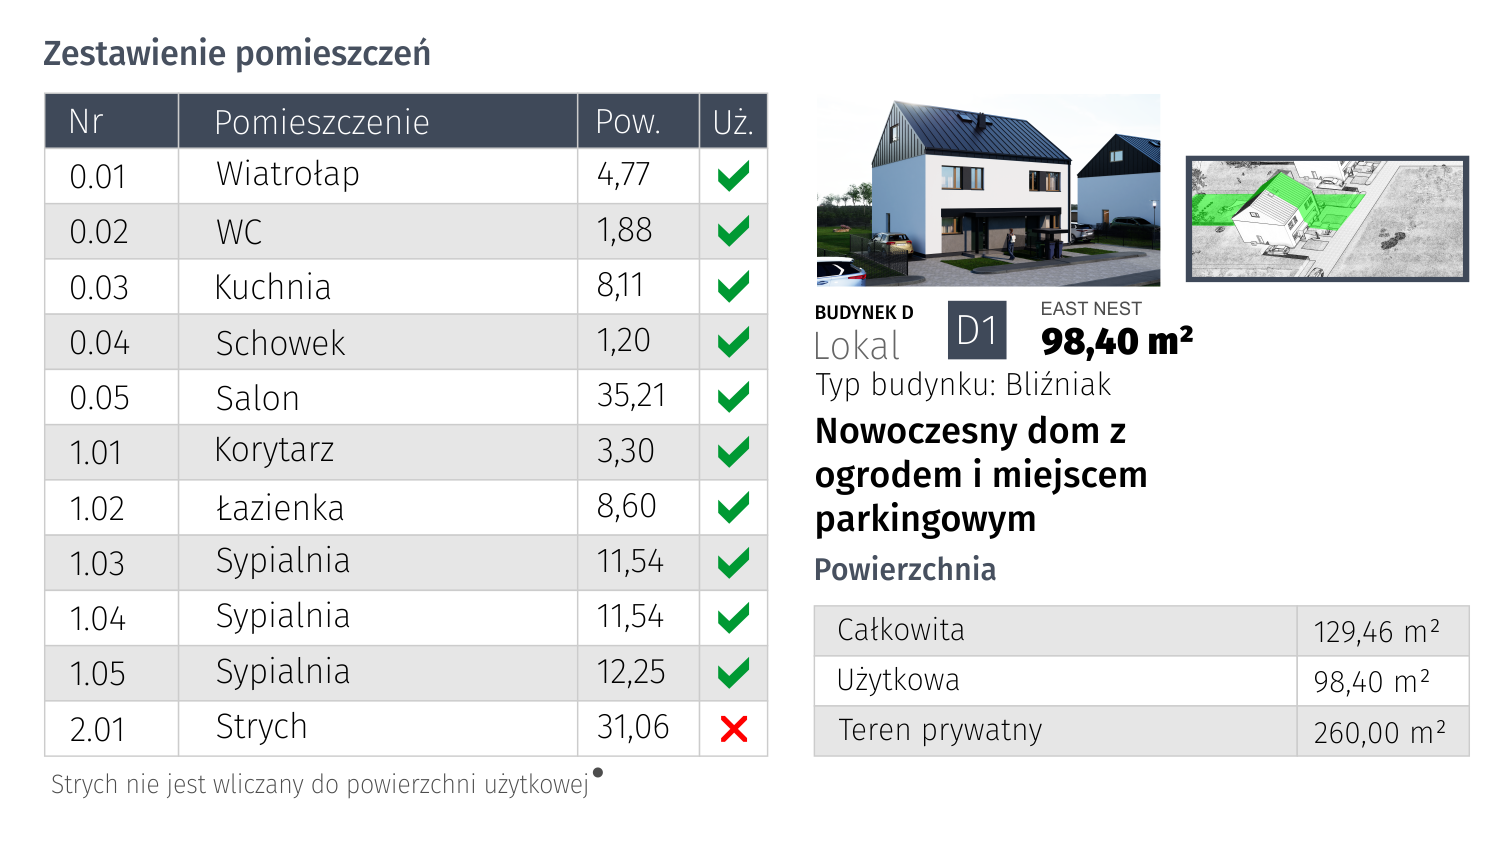 Zestawienie pomieszczeń
Nr Pomieszczenie Pow. Uż.
0.01 Wiatrołap 4,77
0.02 WC 1,88
0.03 Kuchnia 8,11
0.04 Schowek 1,20
0.05 Salon 35,21
1.01 Korytarz 3,30
1.02 Łazienka 8,60
1.03 Sypialnia 11,54
1.04 Sypialnia 11,54
1.05 Sypialnia 12,25
2.01 Strych 31,06
Strych nie jest wliczany do powierzchni użytkowej
BUDYNEK D
Lokal
D1
EAST NEST
98,40 m²
Typ budynku: Bliźniak
Nowoczesny dom z
ogrodem i miejscem
parkingowym
Powierzchnia
Całkowita 129,46 m²
Użytkowa 98,40 m²
Teren prywatny 260,00 m²